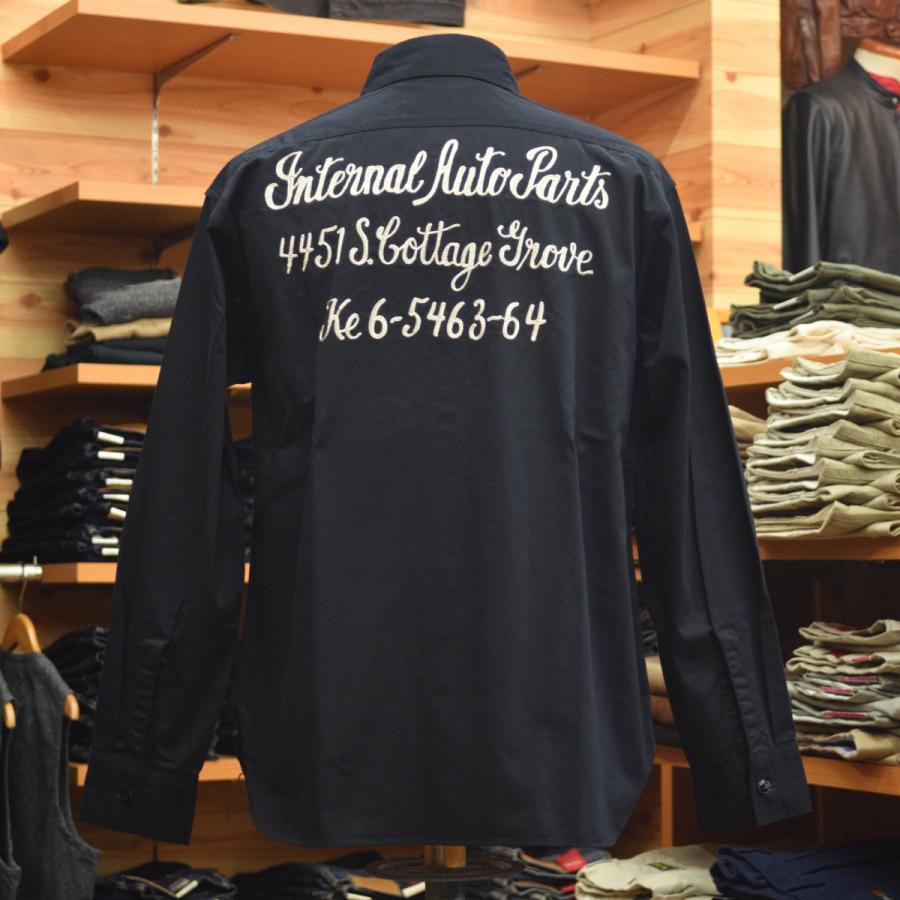 Internal Auto Parts
4451 S. Cottage Grove
Ke 6-5463-64